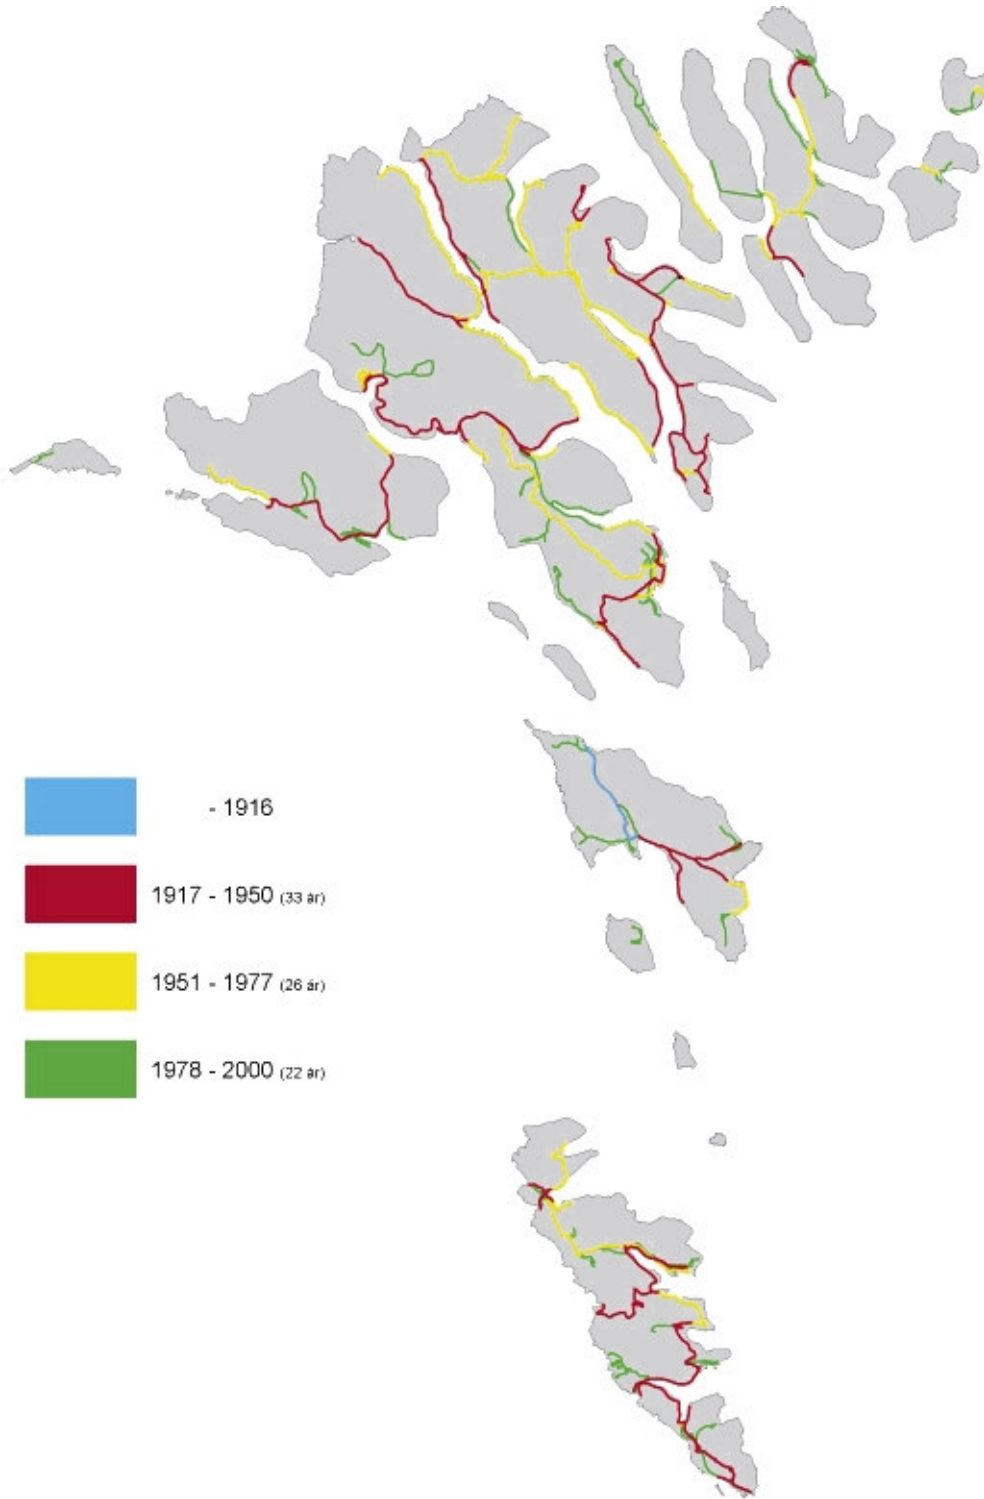 - 1916
1917 - 1950 (33 ár)
1951 - 1977 (26 ár)
1978 - 2000 (22 ár)